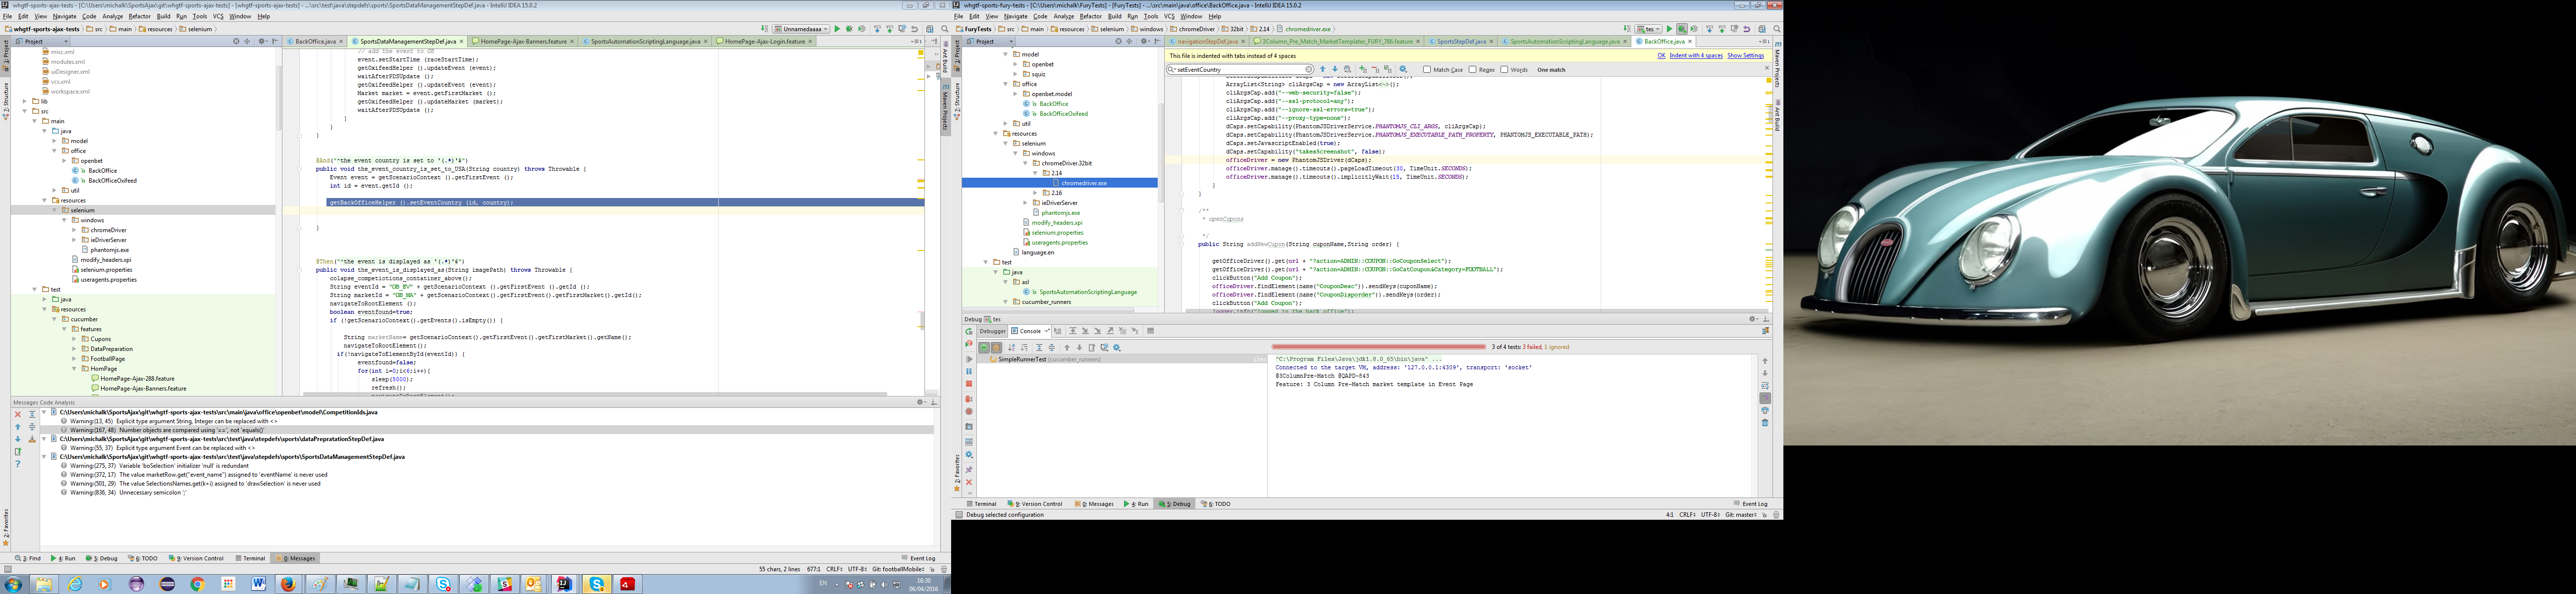 whgtf-sports-ajax-tests - [C:\Users\michalk\SportsAjax\git\whgtf-sports-ajax-tests] - ...\src\test\java\stepdefs\sports\SportsDataManagementStepDef.java - IntelliJ IDEA 15.0.2
File Edit View Navigate Code Analyze Refactor Build Run Tools VCS Window Help
whgtf-sports-ajax-tests src main resources selenium
Unnamedaaaa
Project
BackOffice.java SportsDataManagementStepDef.java HomePage-Ajax-Banners.feature SportsAutomationScriptingLanguage.java HomePage-Ajax-Login.feature
misc.xml
modules.xml
uiDesigner.xml
vcs.xml
workspace.xml
lib
src
main
java
model
office
openbet
BackOffice
BackOfficeOxifeed
util
resources
selenium
windows
chromeDriver
ieDriverServer
phantomjs.exe
modify_headers.xpi
selenium.properties
useragents.properties
test
java
resources
cucumber
features
Cupons
DataPreparation
FootballPage
HomPage
HomePage-Ajax-288.feature
HomePage-Ajax-Banners.feature
// add the event to OB
event.setStartTime (raceStartTime);
getOxifeedHelper ().updateEvent (event);
waitAfterPDSUpdate ();
getOxifeedHelper ().updateEvent (event);
Market market = event.getFirstMarket ();
getOxifeedHelper ().updateMarket (market);
waitAfterPDSUpdate ();
}
}
}
@And("^the event country is set to '(.*)'$")
public void the_event_country_is_set_to_USA(String country) throws Throwable {
Event event = getScenarioContext ().getFirstEvent ();
int id = event.getId ();
getBackOfficeHelper ().setEventCountry (id, country);
}
@Then("^the event is displayed as '(.*)'$")
public void the_event_is_displayed_as(String imagePath) throws Throwable {
colapse_competiotions_contatiner_above();
String eventId = "OB_EV" + getScenarioContext ().getFirstEvent ().getId ();
String marketId = "OB_MA" + getScenarioContext().getFirstEvent().getFirstMarket().getId();
navigateToRootElement ();
boolean eventfound=true;
if (!getScenarioContext().getEvents().isEmpty()) {
String marketName= getScenarioContext().getFirstEvent().getFirstMarket().getName();
navigateToRootElement();
if(!navigateToElementById(eventId)) {
eventfound=false;
for(int i=0;i<6;i++){
sleep(5000);
refresh();
Messages Code Analysis
C:\Users\michalk\SportsAjax\git\whgtf-sports-ajax-tests\src\main\java\office\openbet\model\CompetitionIds.java
Warning:(13, 45) Explicit type argument String, Integer can be replaced with <>
Warning:(167, 48) Number objects are compared using '==', not 'equals()'
C:\Users\michalk\SportsAjax\git\whgtf-sports-ajax-tests\src\test\java\stepdefs\sports\dataPrepratationStepDef.java
Warning:(55, 37) Explicit type argument Event can be replaced with <>
C:\Users\michalk\SportsAjax\git\whgtf-sports-ajax-tests\src\test\java\stepdefs\sports\SportsDataManagementStepDef.java
Warning:(275, 37) Variable 'boSelection' initializer 'null' is redundant
Warning:(372, 17) The value marketRow.get("event_name") assigned to 'eventName' is never used
Warning:(501, 29) The value SelectionsNames.get(k+i) assigned to 'drawSelection' is never used
Warning:(836, 34) Unnecessary semicolon ';'
3: Find 4: Run 5: Debug 6: TODO 9: Version Control Terminal 0: Messages Event Log
55 chars, 2 lines 677:1 CRLF÷ UTF-8÷ Git: footballMobile÷
EN 16:30
06/04/2016
whgtf-sports-fury-tests - [C:\Users\michalk\FuryTests] - [FuryTests] - ...\src\main\java\office\BackOffice.java - IntelliJ IDEA 15.0.2
File Edit View Navigate Code Analyze Refactor Build Run Tools VCS Window Help
furyTests src main resources selenium windows chromeDriver 32bit 2.14 chromedriver.exe
tes
Project
navigationStepDef.java 3Column_Pre_Match_MarketTemplates_FURY_766.feature SportsStepDef.java SportsAutomationScriptingLanguage.java BackOffice.java
This file is indented with tabs instead of 4 spaces OK Indent with 4 spaces Show Settings
setEventCountry Match Case Regex Words One match
model
openbet
squiz
office
openbet.model
BackOffice
BackOfficeOxifeed
util
resources
selenium
windows
chromeDriver.32bit
2.14
chromedriver.exe
2.16
ieDriverServer
phantomjs.exe
modify_headers.xpi
selenium.properties
useragents.properties
language.en
test
java
asl
SportsAutomationScriptingLanguage
cucumber_runners
ArrayList<String> cliArgsCap = new ArrayList<~>();
cliArgsCap.add("--web-security=false");
cliArgsCap.add("--ssl-protocol=any");
cliArgsCap.add("--ignore-ssl-errors=true");
cliArgsCap.add("--proxy-type=none");
dCaps.setCapability(PhantomJSDriverService.PHANTOMJS_CLI_ARGS, cliArgsCap);
dCaps.setCapability(PhantomJSDriverService.PHANTOMJS_EXECUTABLE_PATH_PROPERTY, PHANTOMJS_EXECUTABLE_PATH);
dCaps.setJavascriptEnabled(true);
dCaps.setCapability("takesScreenshot", false);
officeDriver = new PhantomJSDriver(dCaps);
officeDriver.manage().timeouts().pageLoadTimeout(30, TimeUnit.SECONDS);
officeDriver.manage().timeouts().implicitlyWait(15, TimeUnit.SECONDS);
}
}
/**
* openCupons
*/
public String addNewCupon(String cuponName,String order) {
getOfficeDriver().get(url + "?action=ADMIN::COUPON::GoCouponSelect");
getOfficeDriver().get(url + "?action=ADMIN::COUPON::GoCatCoupon&Category=FOOTBALL");
clickButton("Add Coupon");
officeDriver.findElement(name("CouponDesc")).sendKeys(cuponName);
officeDriver.findElement(name("CouponDisporder")).sendKeys(order);
clickButton("Add Coupon");
logger.info("logged in the back office");
Debug tes
Debugger Console
3 of 4 tests: 3 failed, 1 ignored
SimpleRunnerTest (cucumber_runners)
"C:\Program Files\Java\jdk1.8.0_65\bin\java" ...
Connected to the target VM, address: '127.0.0.1:4309', transport: 'socket'
@3ColumnPre-Match @QAPD-843
Feature: 3 Column Pre-Match market template in Event Page
Terminal 9: Version Control 0: Messages 4: Run 5: Debug 6: TODO Event Log
Debug selected configuration 4:1 CRLF÷ UTF-8÷ Git: master÷